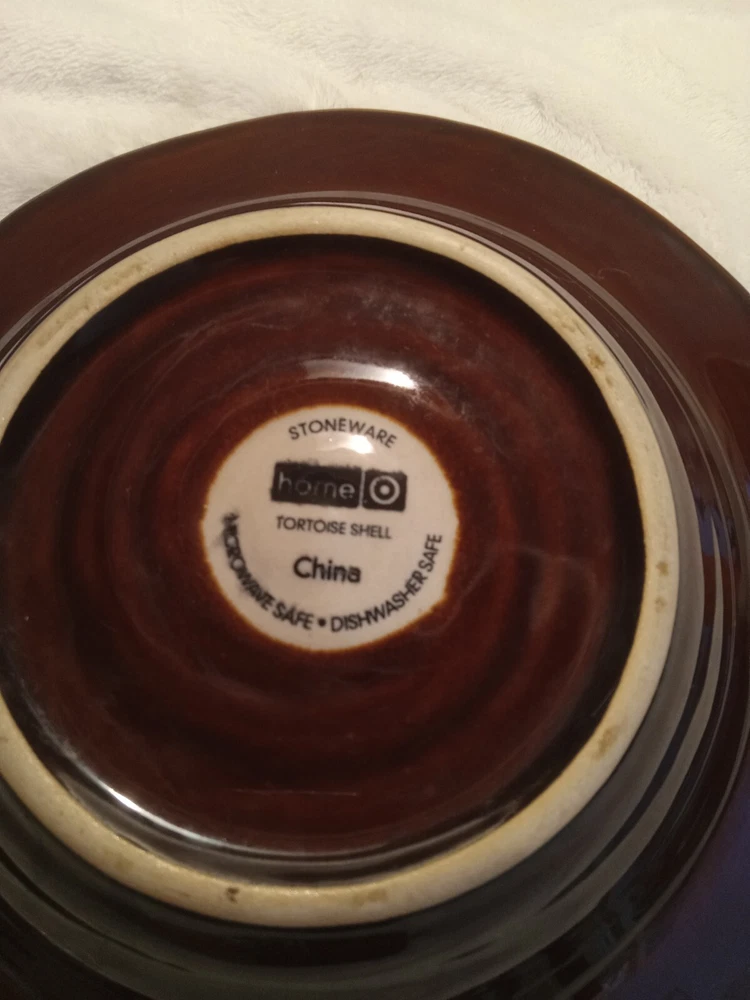 STONEWARE
home
TORTOISE SHELL
China
MICROWAVE SAFE • DISHWASHER SAFE